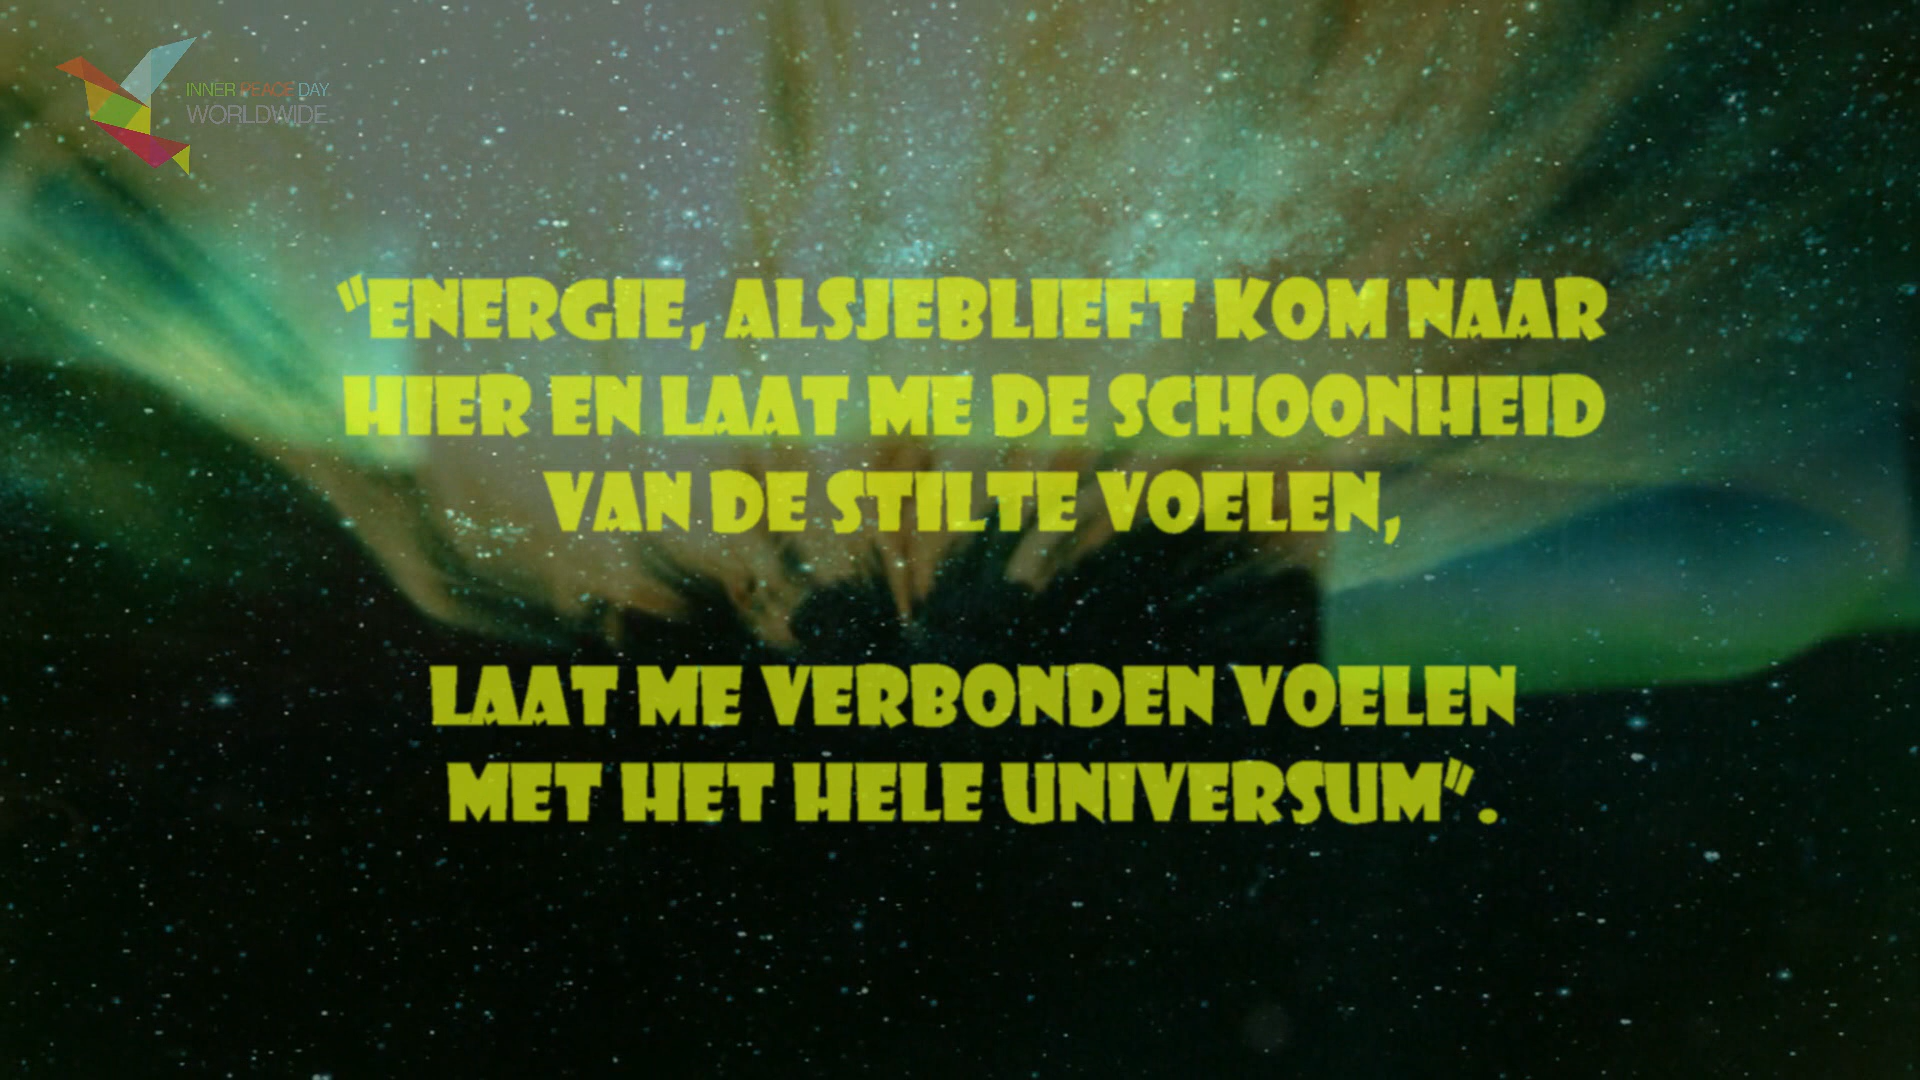 INNER PEACE DAY
WORLDWIDE
"ENERGIE, ALSJEBLIEFT KOM NAAR
HIER EN LAAT ME DE SCHOONHEID
VAN DE STILTE VOELEN,
LAAT ME VERBONDEN VOELEN
MET HET HELE UNIVERSUM".